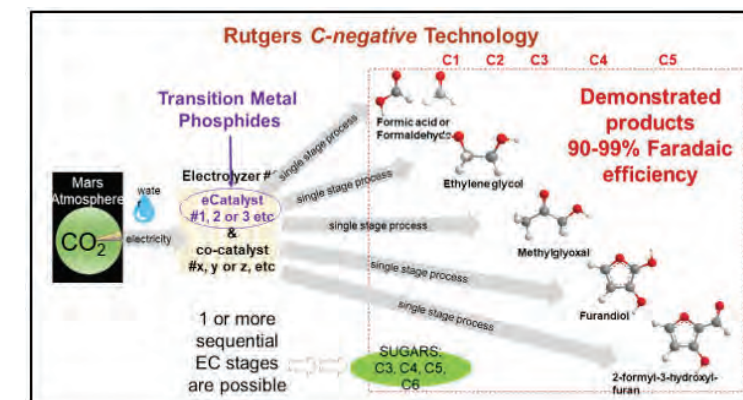 Rutgers C-negative Technology
C1 C2 C3 C4 C5
Transition Metal
Phosphides
Demonstrated
products
90-99% Faradaic
efficiency
Formic acid or
Formaldehyde
single stage process
Electrolyzer #
Mars
Atmosphere
CO2
water
electricity
eCatalyst
#1, 2 or 3 etc
&
co-catalyst
#x, y or z, etc
single stage process
Ethylene glycol
single stage process
Methylglyoxal
single stage process
Furandiol
single stage process
2-formyl-3-hydroxyl-
furan
1 or more
sequential
EC stages
are possible
SUGARS:
C3, C4, C5,
C6